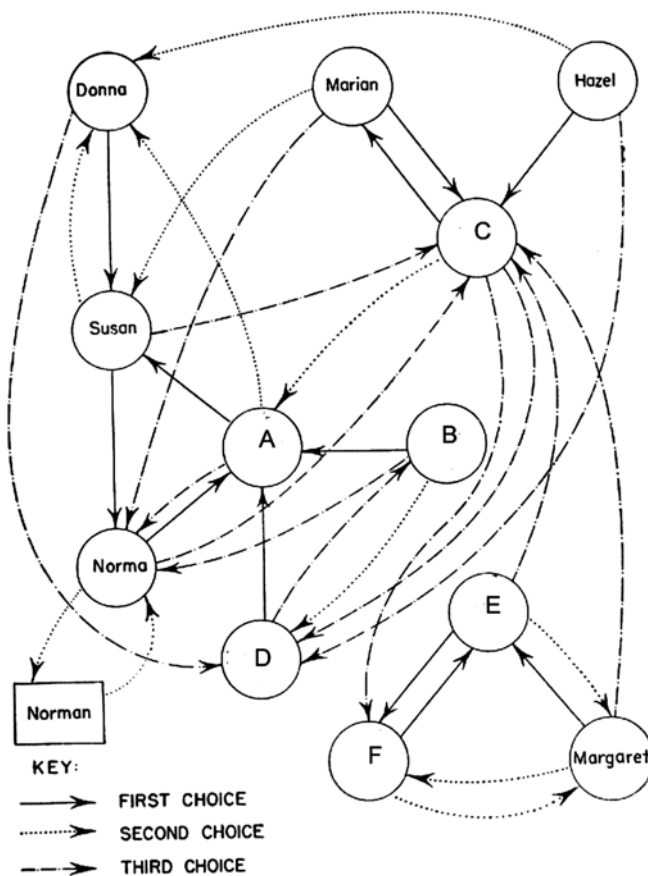 Donna
Marian
Hazel
C
Susan
A
B
Norma
E
D
Norman
F
Margaret
KEY:
FIRST CHOICE
SECOND CHOICE
THIRD CHOICE